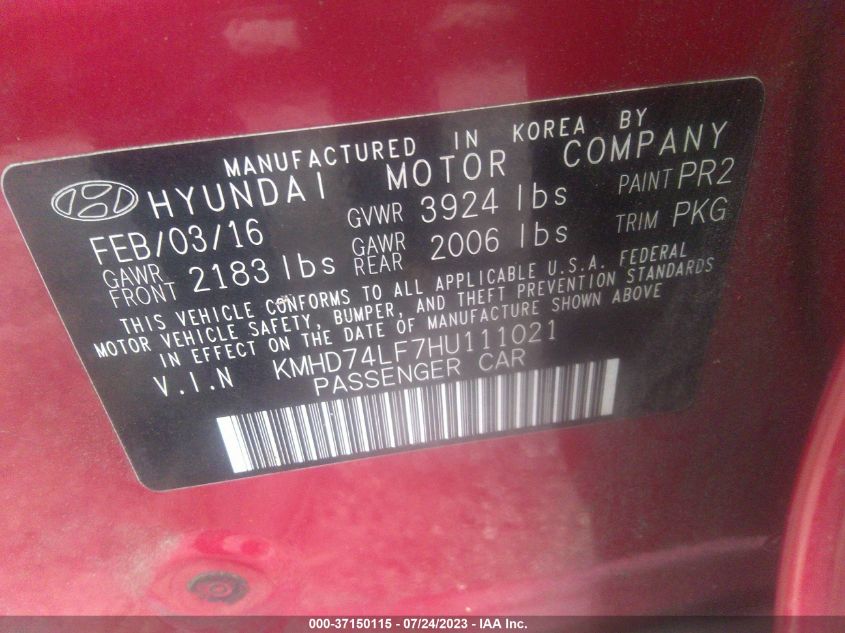 MANUFACTURED IN KOREA BY
HYUNDAI MOTOR COMPANY
FEB/03/16 GVWR 3924 lbs PAINT PR2
GAWR FRONT 2183 lbs GAWR REAR 2006 lbs TRIM PKG
THIS VEHICLE CONFORMS TO ALL APPLICABLE U.S.A. FEDERAL
MOTOR VEHICLE SAFETY, BUMPER, AND THEFT PREVENTION STANDARDS
IN EFFECT ON THE DATE OF MANUFACTURE SHOWN ABOVE
V.I.N KMHD74LF7HU111021
PASSENGER CAR
000-37150115 - 07/24/2023 - IAA Inc.